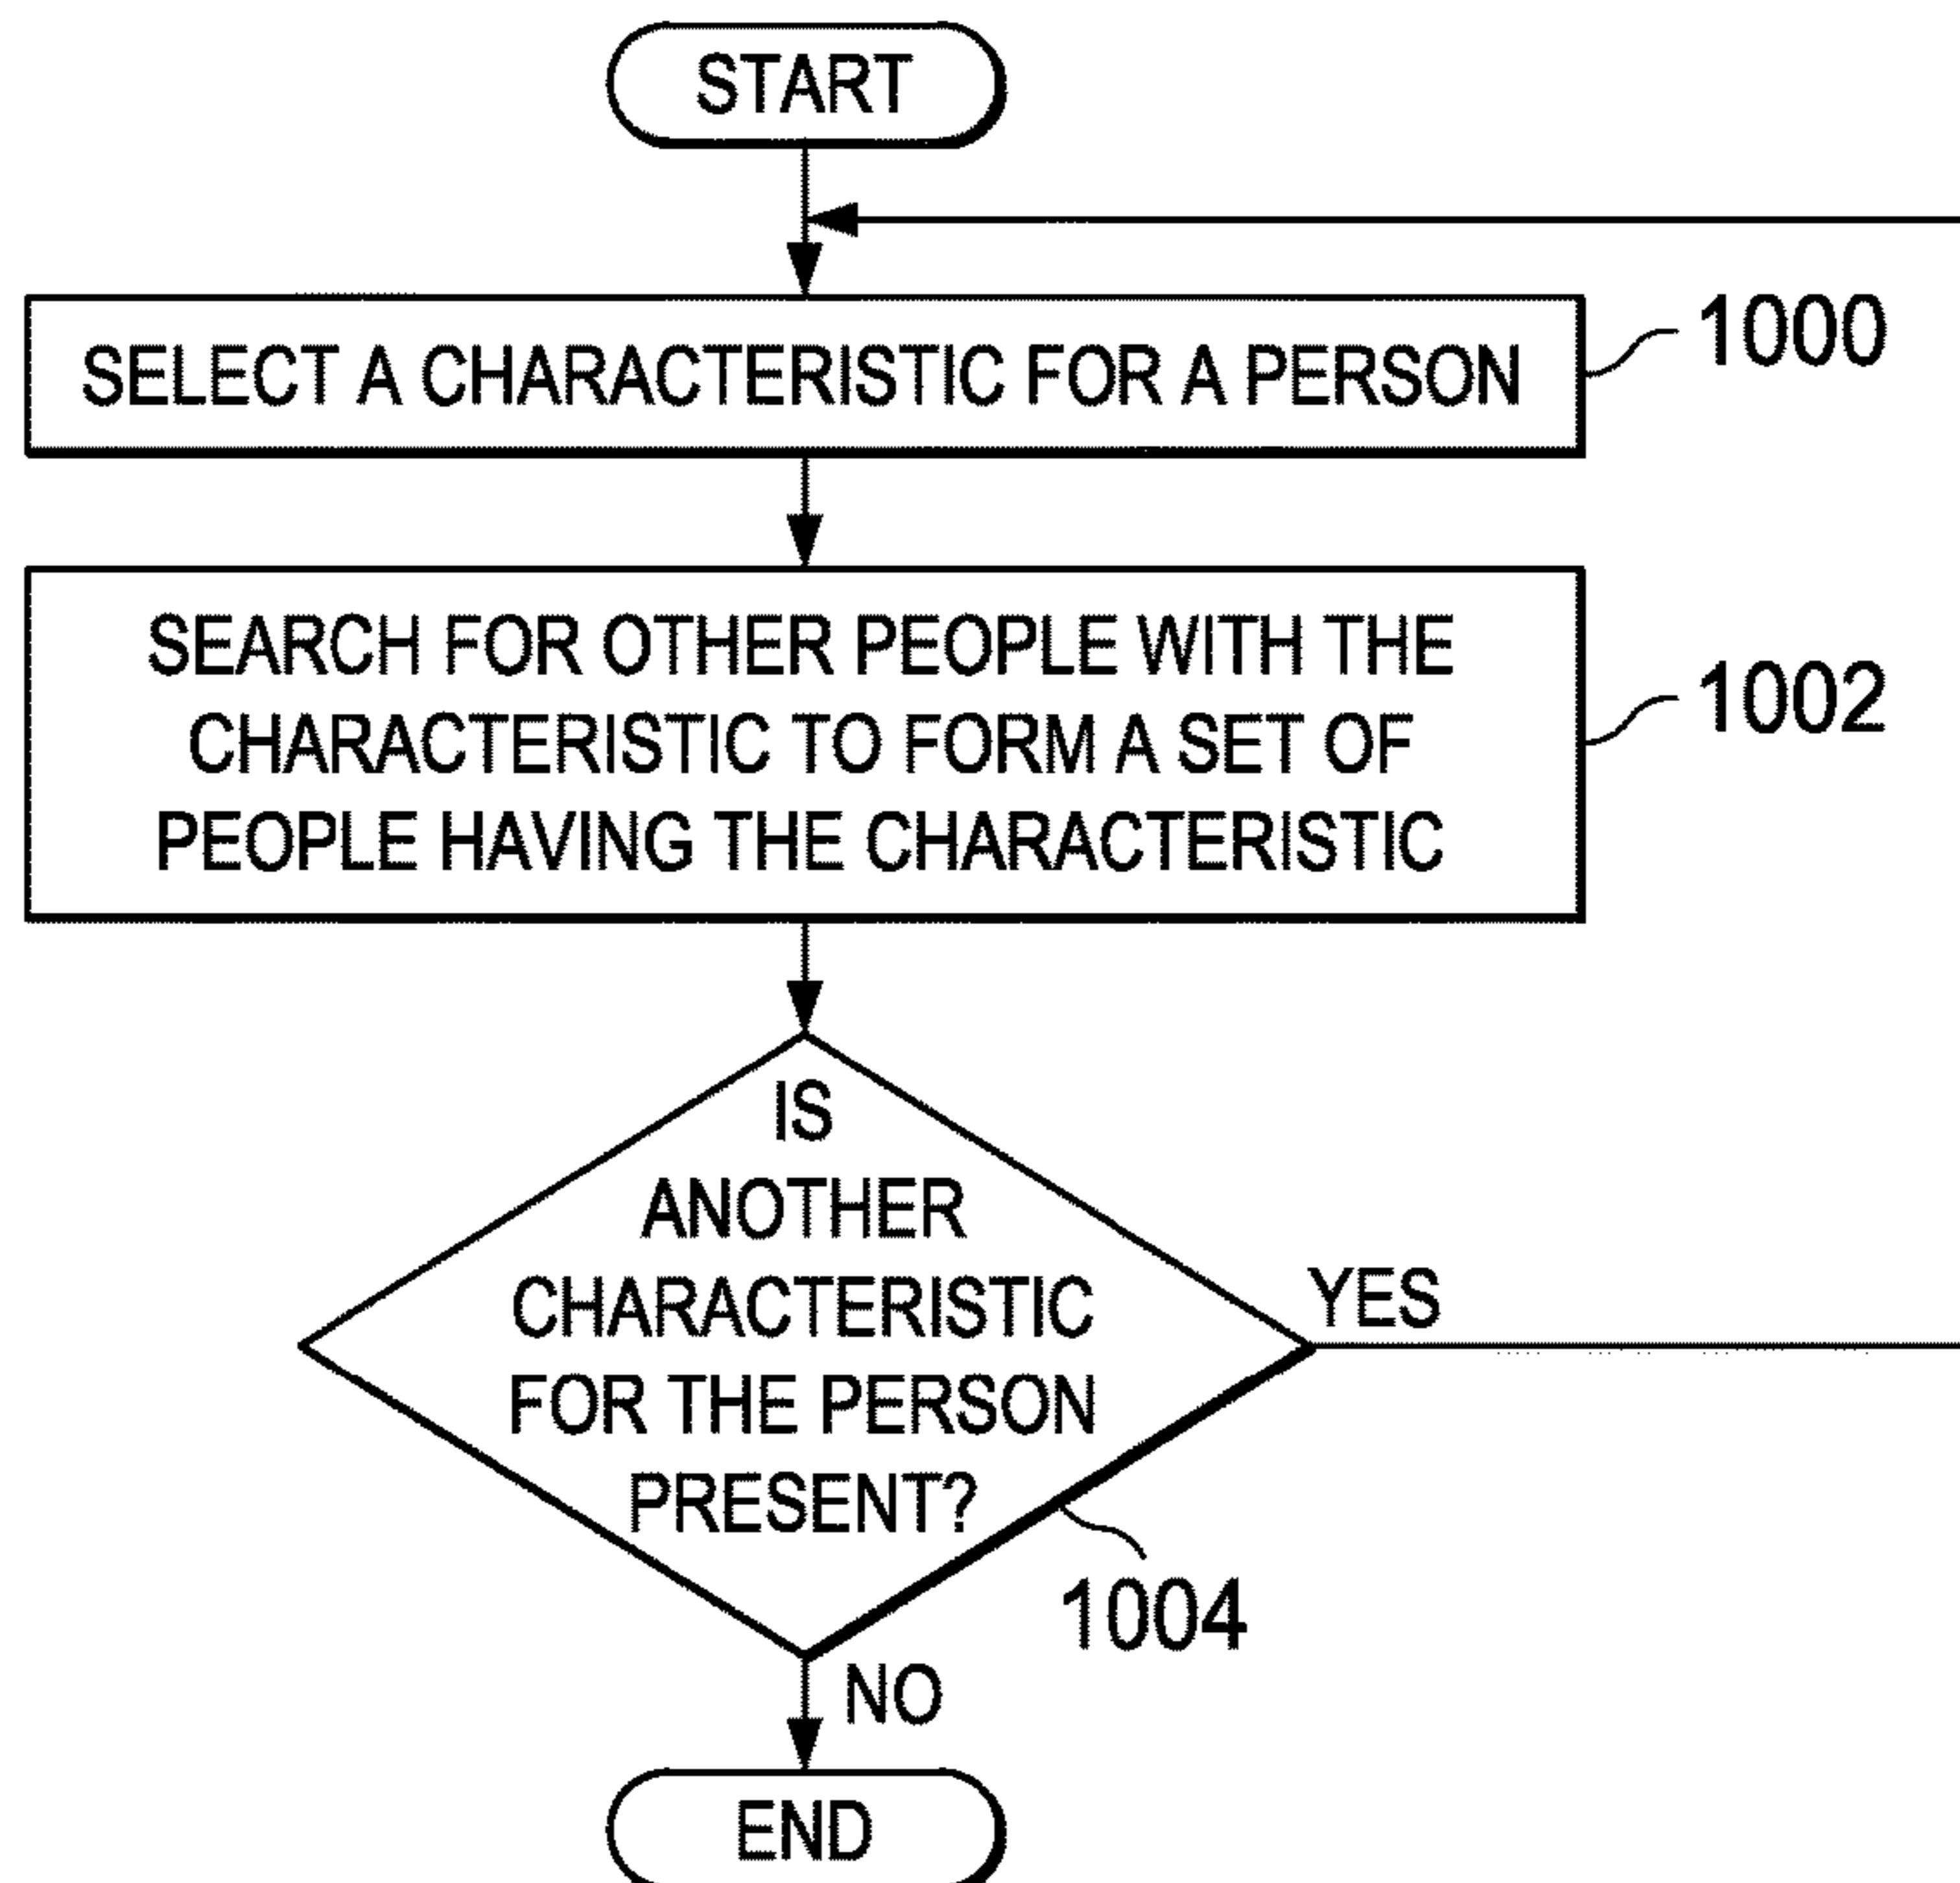 START
SELECT A CHARACTERISTIC FOR A PERSON
1000
SEARCH FOR OTHER PEOPLE WITH THE
CHARACTERISTIC TO FORM A SET OF
PEOPLE HAVING THE CHARACTERISTIC
1002
IS
ANOTHER
CHARACTERISTIC
FOR THE PERSON
PRESENT?
YES
1004
NO
END